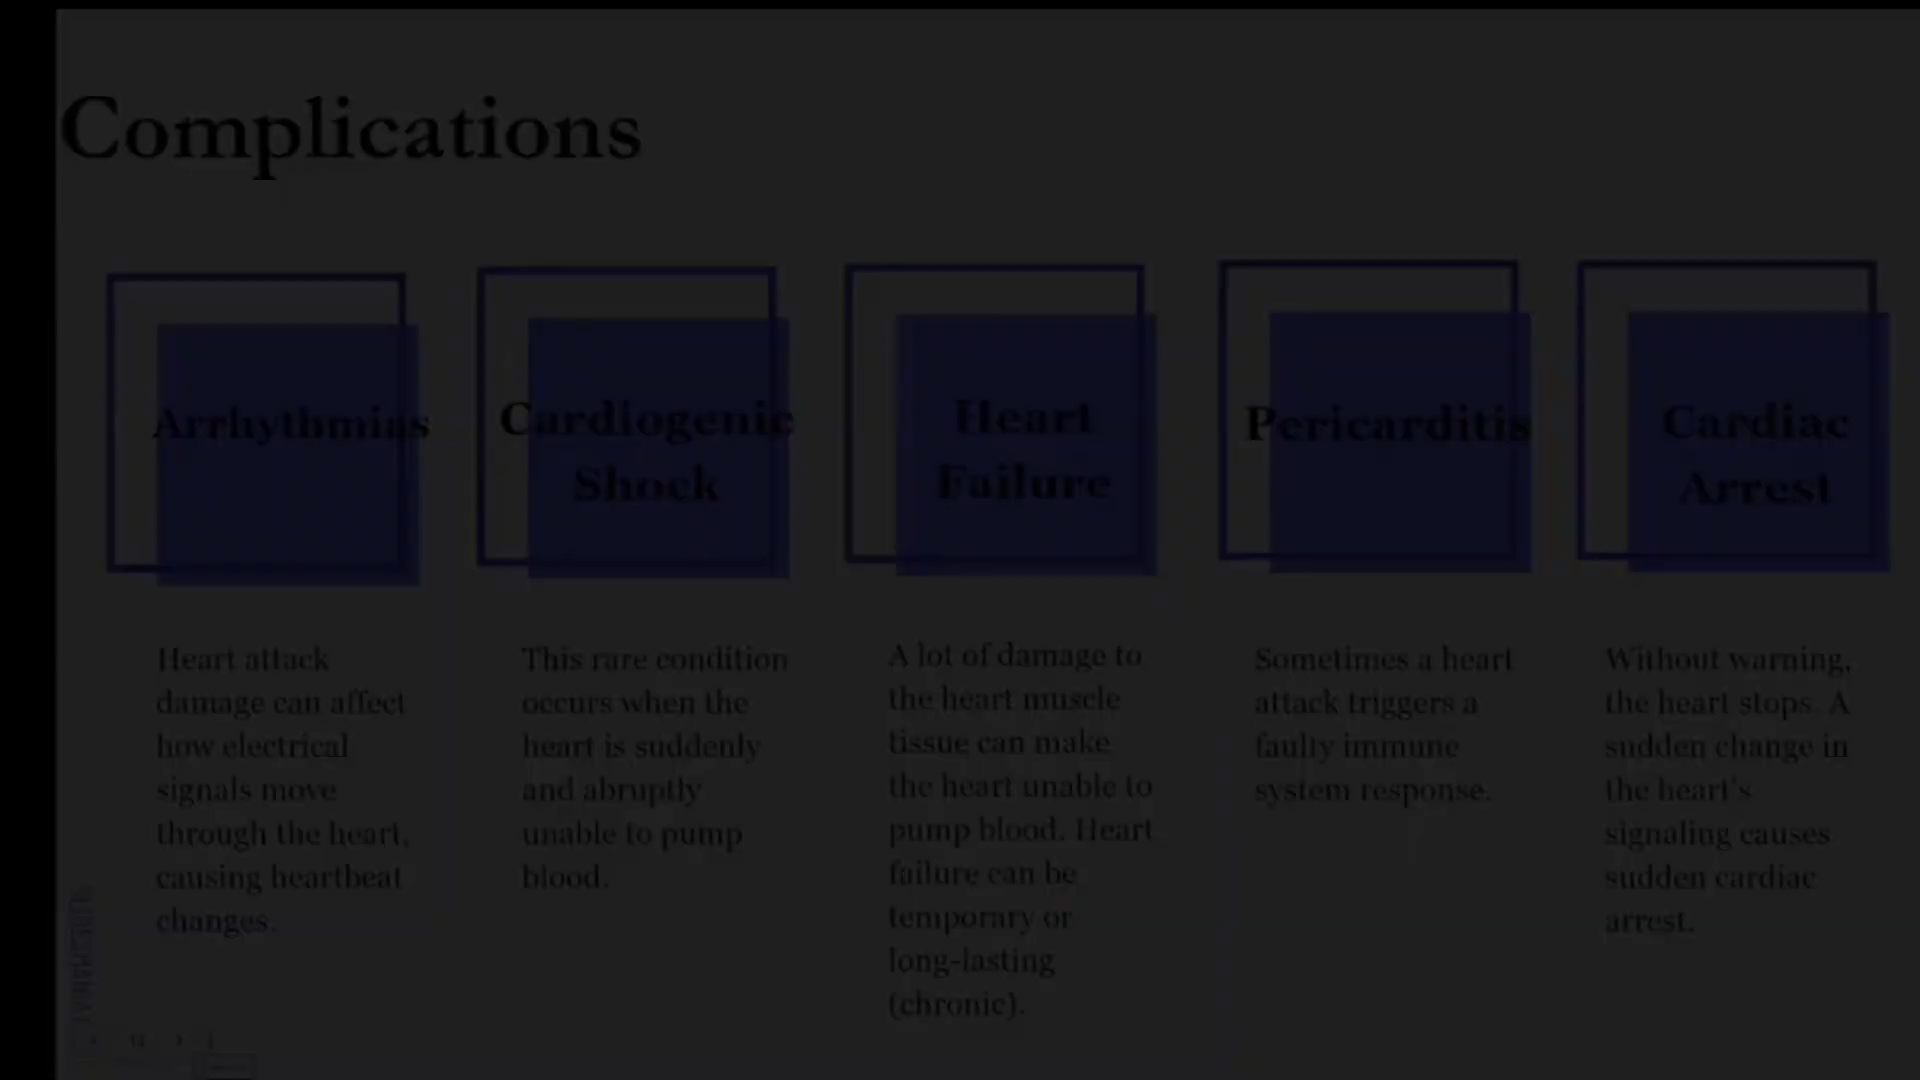 Complications
Arrhythmias
Cardiogenic
Shock
Heart
Failure
Pericarditis
Cardiac
Arrest
Heart attack
damage can affect
how electrical
signals move
through the heart,
causing heartbeat
changes.
This rare condition
occurs when the
heart is suddenly
and abruptly
unable to pump
blood.
A lot of damage to
the heart muscle
tissue can make
the heart unable to
pump blood. Heart
failure can be
temporary or
long-lasting
(chronic).
Sometimes a heart
attack triggers a
faulty immune
system response.
Without warning,
the heart stops. A
sudden change in
the heart's
signaling causes
sudden cardiac
arrest.